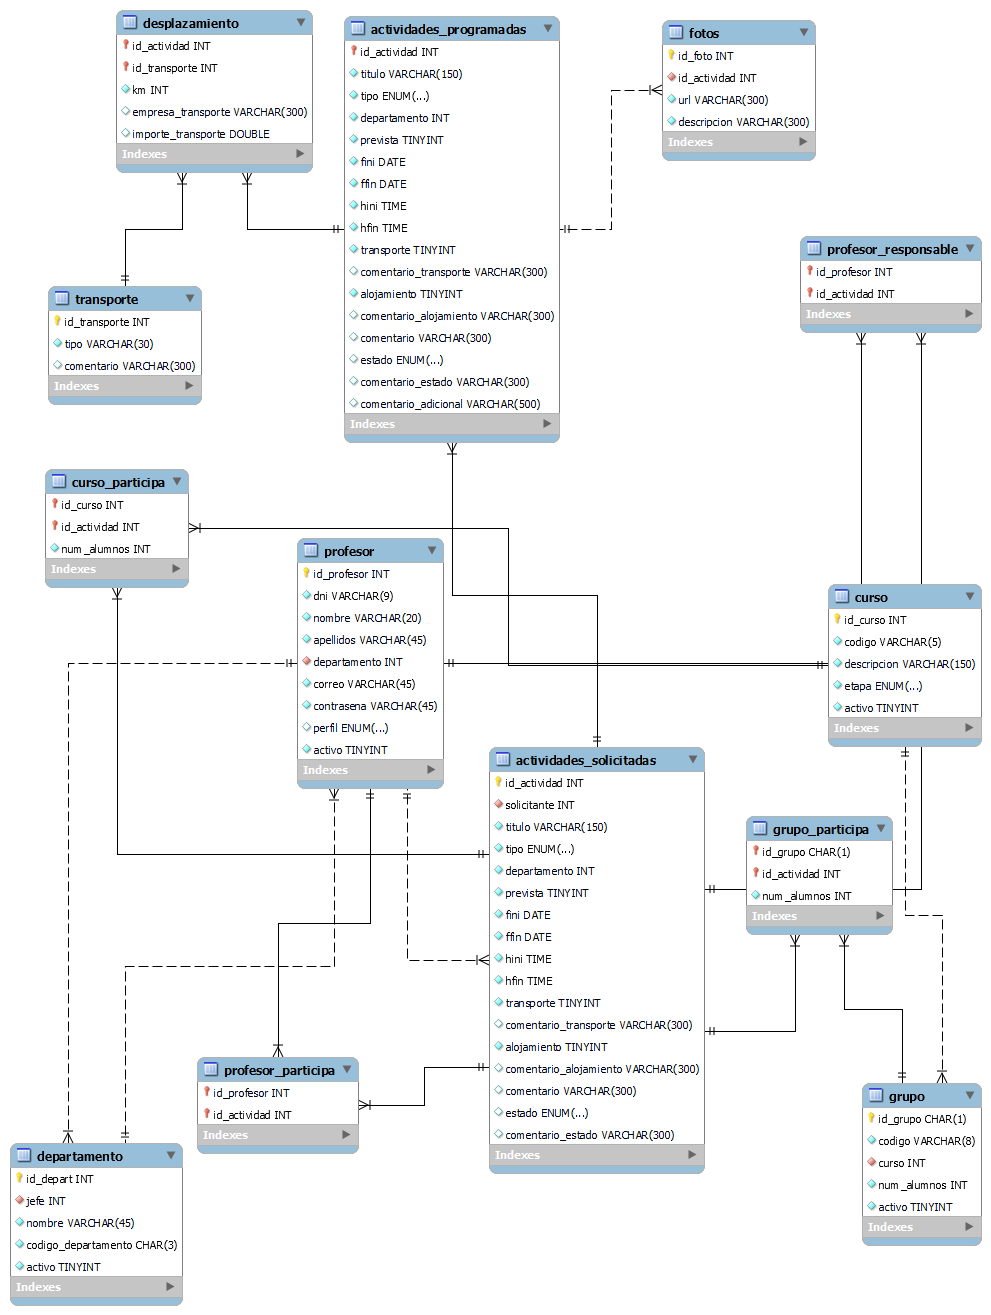 desplazamiento
id_actividad INT
id_transporte INT
km INT
empresa_transporte VARCHAR(300)
importe_transporte DOUBLE
Indexes
actividades_programadas
id_actividad INT
titulo VARCHAR(150)
tipo ENUM(...)
departamento INT
prevista TINYINT
fini DATE
ffin DATE
hini TIME
hfin TIME
transporte TINYINT
comentario_transporte VARCHAR(300)
alojamiento TINYINT
comentario_alojamiento VARCHAR(300)
comentario VARCHAR(300)
estado ENUM(...)
comentario_estado VARCHAR(300)
comentario_adicional VARCHAR(500)
Indexes
fotos
id_foto INT
id_actividad INT
url VARCHAR(300)
descripcion VARCHAR(300)
Indexes
profesor_responsable
id_profesor INT
id_actividad INT
Indexes
transporte
id_transporte INT
tipo VARCHAR(30)
comentario VARCHAR(300)
Indexes
curso_participa
id_curso INT
id_actividad INT
num_alumnos INT
Indexes
profesor
id_profesor INT
dni VARCHAR(9)
nombre VARCHAR(20)
apellidos VARCHAR(45)
departamento INT
correo VARCHAR(45)
contrasena VARCHAR(45)
perfil ENUM(...)
activo TINYINT
Indexes
curso
id_curso INT
codigo VARCHAR(5)
descripcion VARCHAR(150)
etapa ENUM(...)
activo TINYINT
Indexes
actividades_solicitadas
id_actividad INT
solicitante INT
titulo VARCHAR(150)
tipo ENUM(...)
departamento INT
prevista TINYINT
fini DATE
ffin DATE
hini TIME
hfin TIME
transporte TINYINT
comentario_transporte VARCHAR(300)
alojamiento TINYINT
comentario_alojamiento VARCHAR(300)
comentario VARCHAR(300)
estado ENUM(...)
comentario_estado VARCHAR(300)
Indexes
grupo_participa
id_grupo CHAR(1)
id_actividad INT
num_alumnos INT
Indexes
profesor_participa
id_profesor INT
id_actividad INT
Indexes
grupo
id_grupo CHAR(1)
codigo VARCHAR(8)
curso INT
num_alumnos INT
activo TINYINT
Indexes
departamento
id_depart INT
jefe INT
nombre VARCHAR(45)
codigo_departamento CHAR(3)
activo TINYINT
Indexes